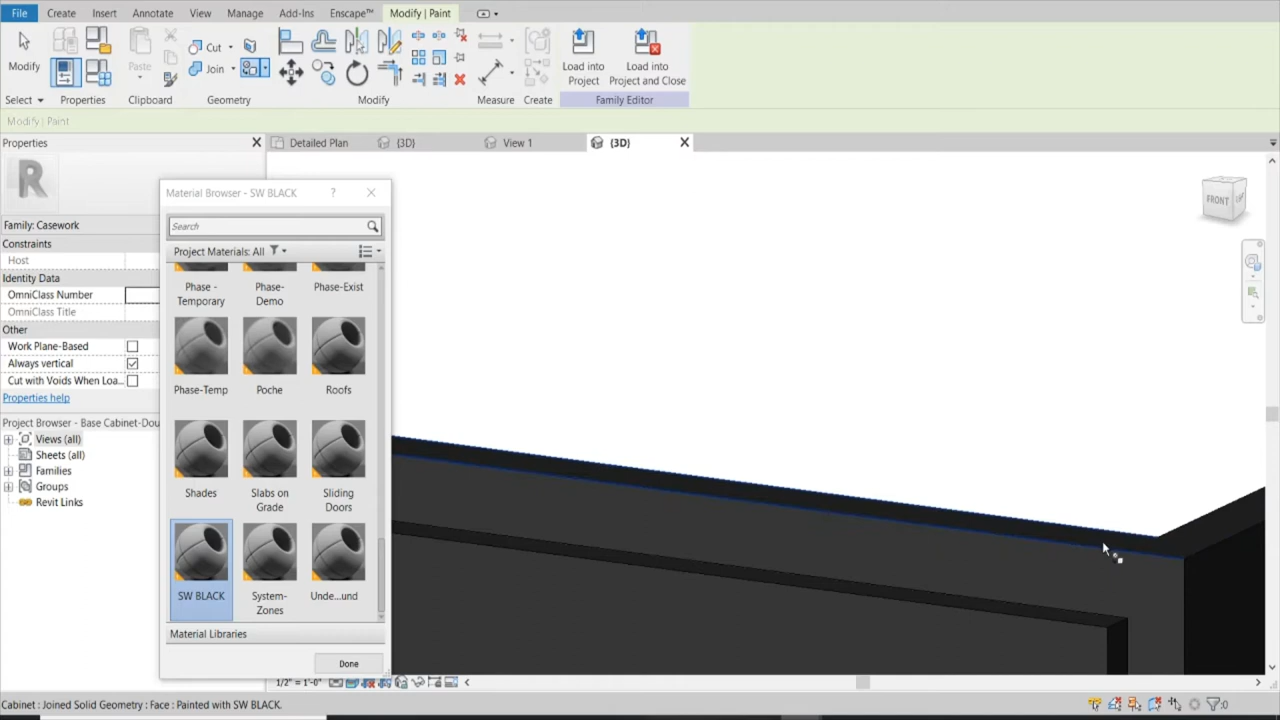 File Create Insert Annotate View Manage Add-Ins Enscape™ Modify | Paint
Cut
Join
Modify
Paste
Load into
Project
Load into
Project and Close
Select Properties Clipboard Geometry Modify Measure Create Family Editor
Modify | Paint
Properties
Detailed Plan
{3D}
View 1
{3D}
R
Family: Casework
Constraints
Host
Identity Data
OmniClass Number
OmniClass Title
Other
Work Plane-Based
Always vertical
Cut with Voids When Loa...
Properties help
Project Browser - Base Cabinet-Dou
Views (all)
Sheets (all)
Families
Groups
Revit Links
Material Browser - SW BLACK ?
Search
Project Materials: All
Phase -
Temporary
Phase-
Demo
Phase-Exist
Phase-Temp
Poche
Roofs
Shades
Slabs on
Grade
Sliding
Doors
SW BLACK
System-
Zones
Unde...und
Material Libraries
Done
FRONT
1/2" = 1'-0"
Cabinet : Joined Solid Geometry : Face : Painted with SW BLACK.
:0